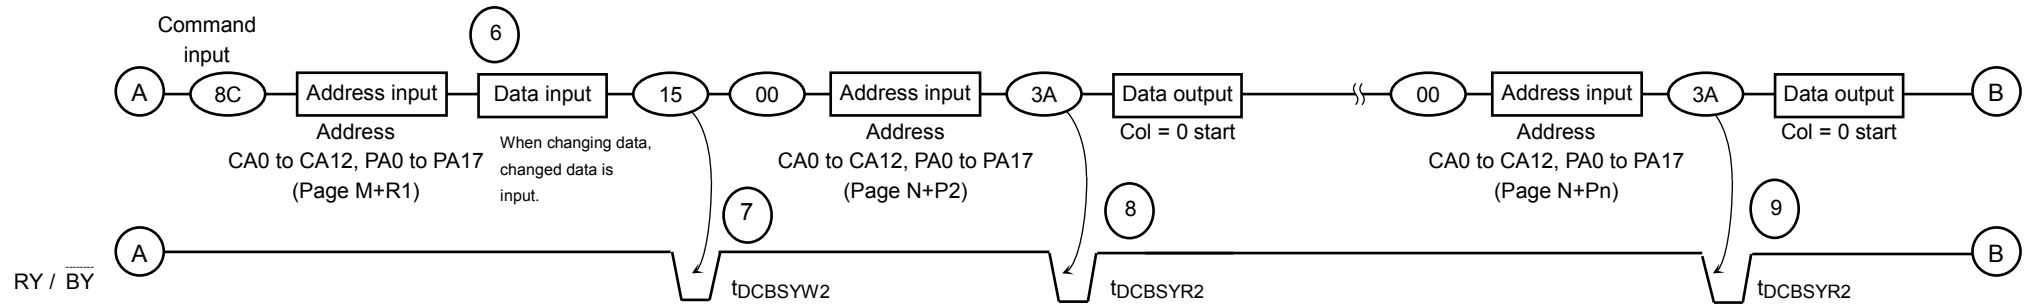 Command
input
6
A 8C Address input Data input 15 00 Address input 3A Data output 00 Address input 3A Data output B
Address
CA0 to CA12, PA0 to PA17
(Page M+R1)
When changing data,
changed data is
input.
Address
CA0 to CA12, PA0 to PA17
(Page N+P2)
Col = 0 start
Address
CA0 to CA12, PA0 to PA17
(Page N+Pn)
Col = 0 start
7
8
9
A B
RY / BY
tDCBSYW2
tDCBSYR2
tDCBSYR2